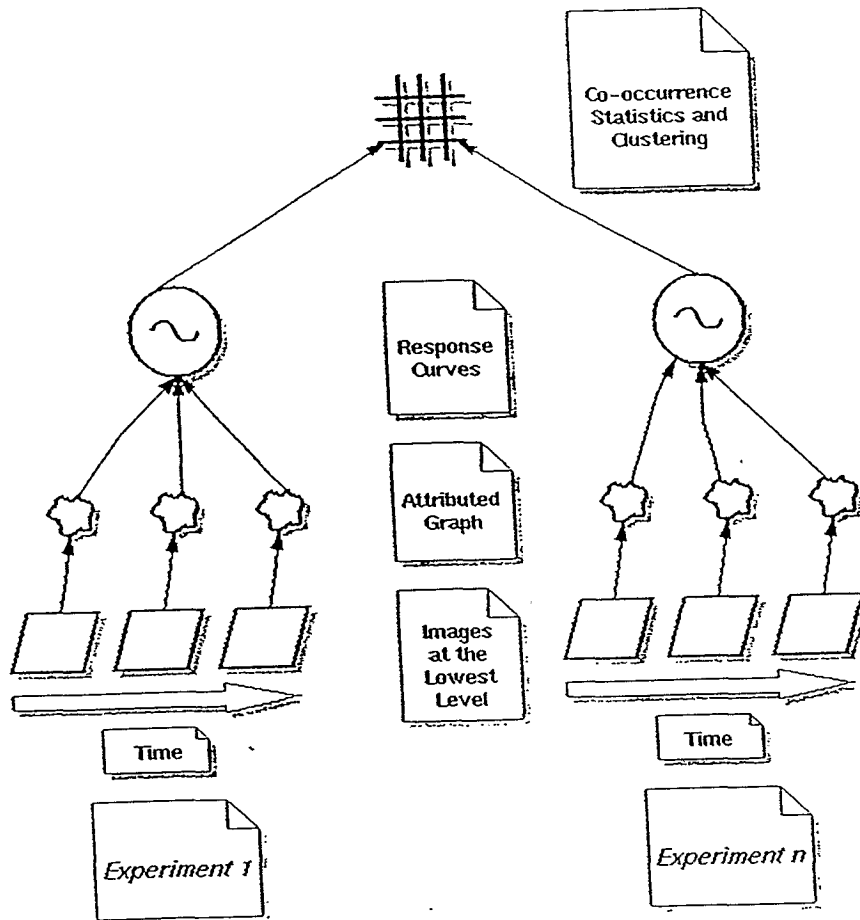 Co-occurrence
Statistics and
Clustering
Response
Curves
Attributed
Graph
Images
at the
Lowest
Level
Time
Time
Experiment 1
Experiment n